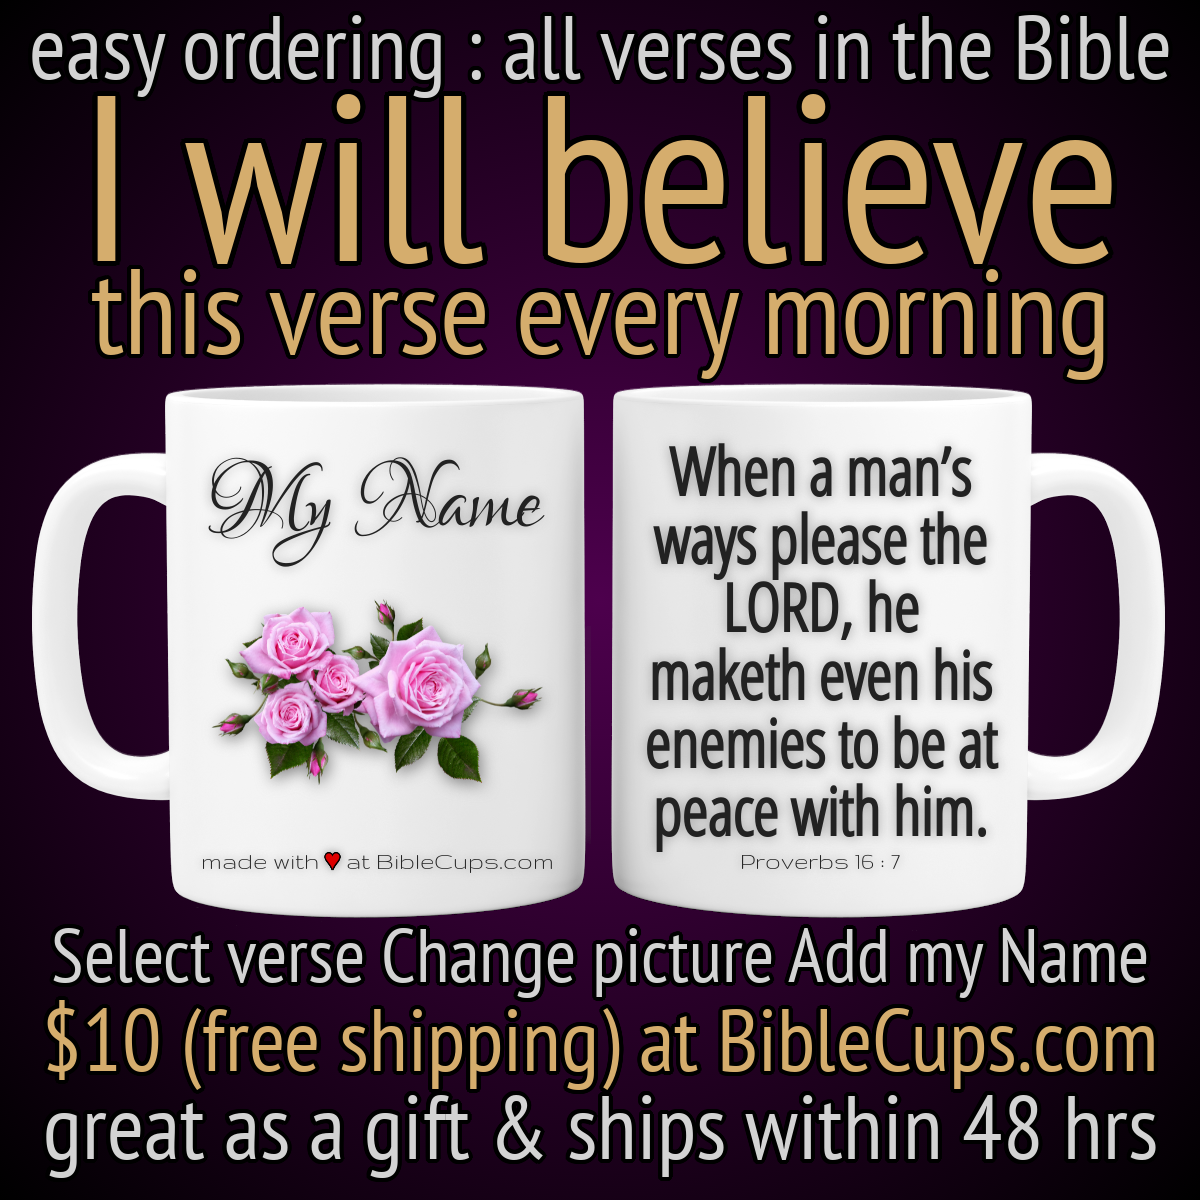 easy ordering : all verses in the Bible
I will believe
this verse every morning
My Name
made with ❤ at BibleCups.com
When a man's
ways please the
LORD, he
maketh even his
enemies to be at
peace with him.
Proverbs 16 : 7
Select verse Change picture Add my Name
$10 (free shipping) at BibleCups.com
great as a gift & ships within 48 hrs